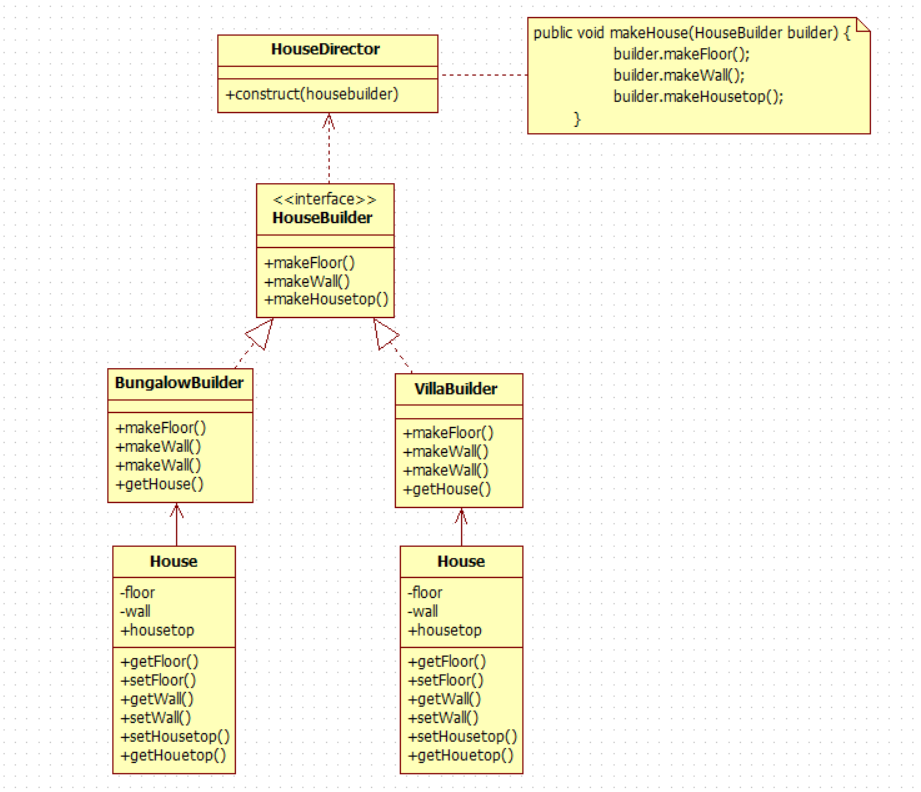 HouseDirector
+construct(housebuilder)
public void makeHouse(HouseBuilder builder) {
builder.makeFloor();
builder.makeWall();
builder.makeHousetop();
}
<<interface>>
HouseBuilder
+makeFloor()
+makeWall()
+makeHousetop()
BungalowBuilder
+makeFloor()
+makeWall()
+makeWall()
+getHouse()
VillaBuilder
+makeFloor()
+makeWall()
+makeWall()
+getHouse()
House
-floor
-wall
+housetop
+getFloor()
+setFloor()
+getWall()
+setWall()
+setHousetop()
+getHouetop()
House
-floor
-wall
+housetop
+getFloor()
+setFloor()
+getWall()
+setWall()
+setHousetop()
+getHouetop()